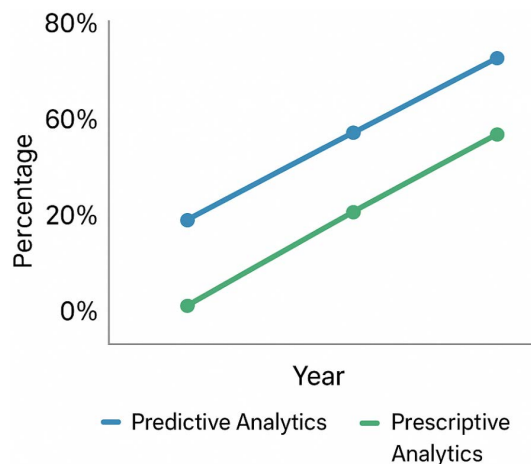 80%
60%
20%
0%
Percentage
Year
Predictive Analytics
Prescriptive
Analytics